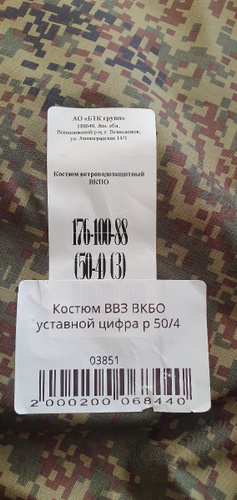 АО «БТК групп»
188640, Лен. обл.,
Всеволожский р-н, г. Всеволожск,
ул. Ленинградская 14/1
Костюм ветроводозащитный
ВКПО
176-100-88
(50-4) (3)
Костюм ВВЗ ВКБО
уставной цифра р 50/4
03851
2 000200 068440